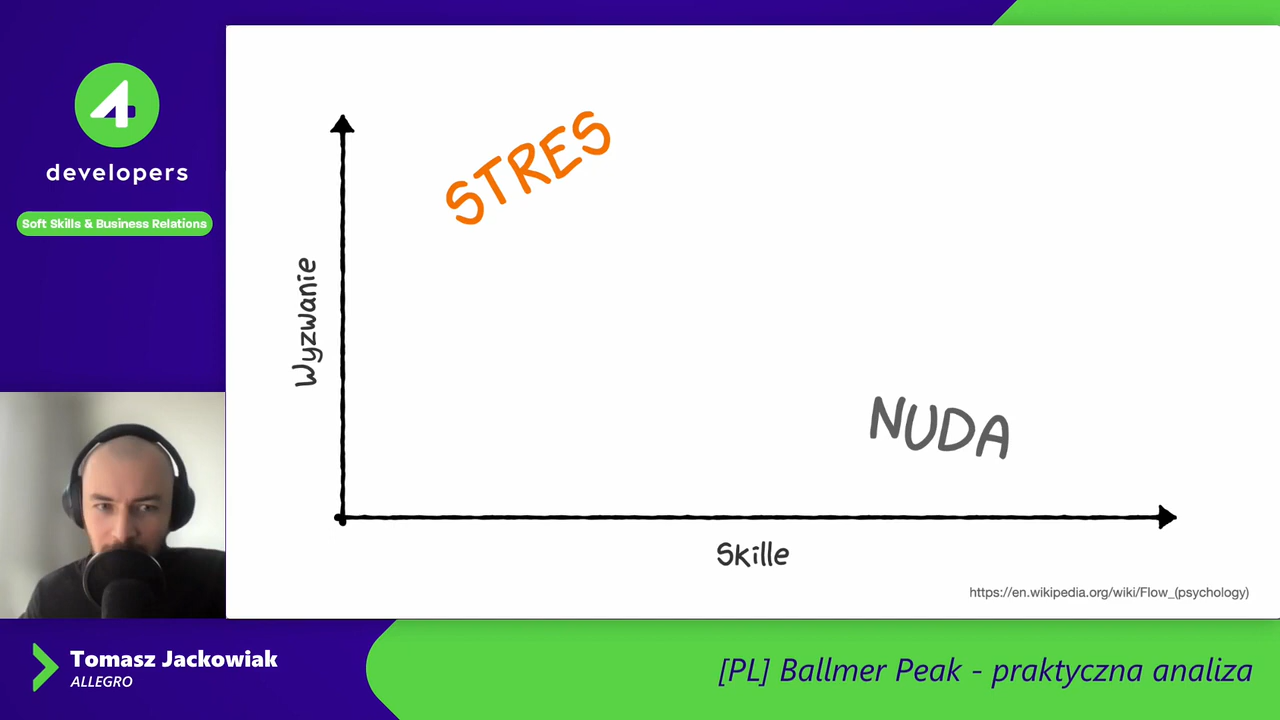 4
developers
Soft Skills & Business Relations
STRES
Wyzwanie
NUDA
Skille
https://en.wikipedia.org/wiki/Flow_(psychology)
Tomasz Jackowiak
ALLEGRO
[PL] Ballmer Peak - praktyczna analiza